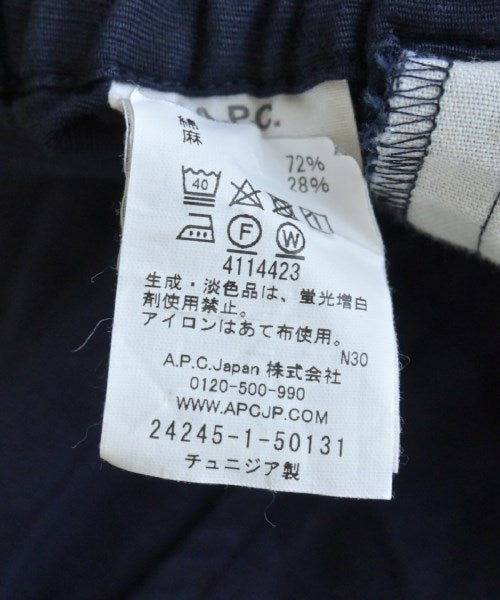 A.P.C.
綿 72%
麻 28%
40
F W
4114423
生成・淡色品は、蛍光増白
剤使用禁止。
アイロンはあて布使用。
N30
A.P.C.Japan 株式会社
0120-500-990
WWW.APCJP.COM
24245-1-50131
チュニジア製